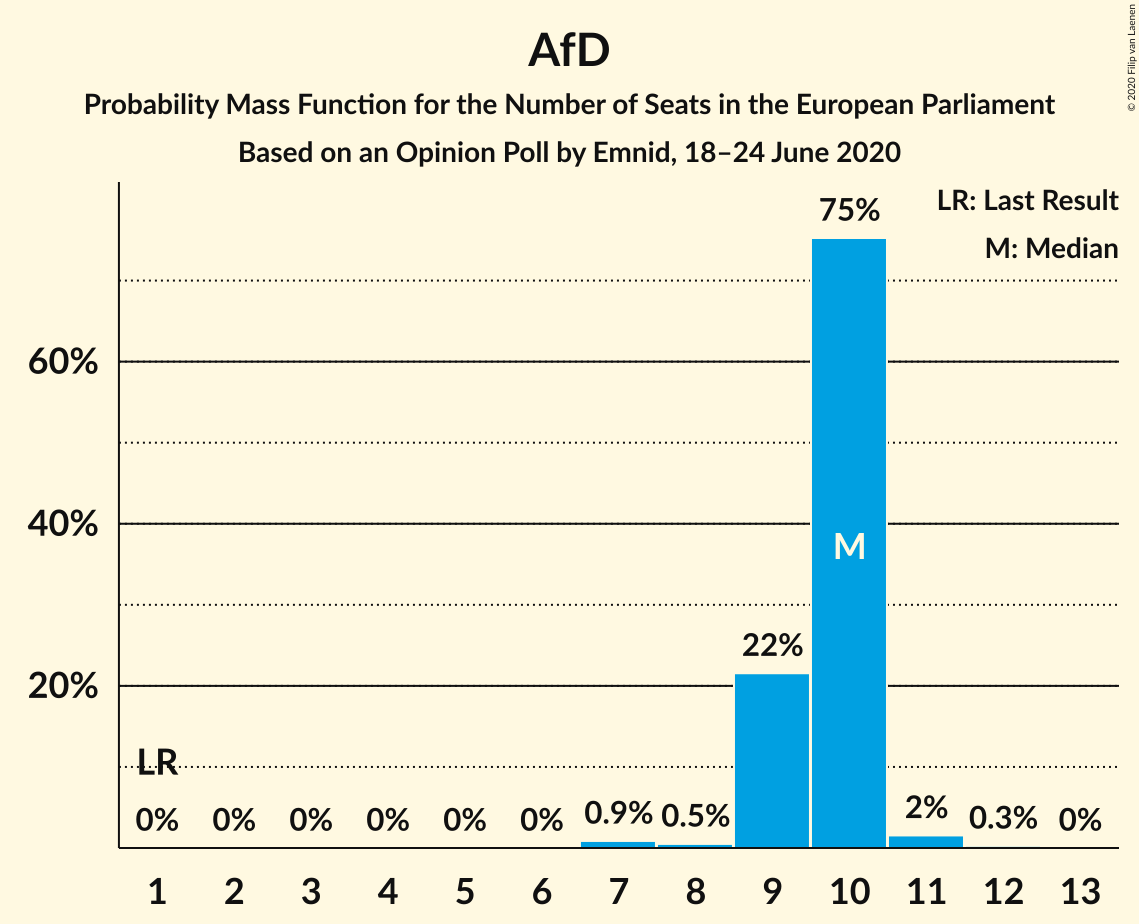 AfD
Probability Mass Function for the Number of Seats in the European Parliament
Based on an Opinion Poll by Emnid, 18–24 June 2020
© 2020 Filip van Laenen
LR: Last Result
M: Median
75%
60%
40%
M
22%
20%
LR
0% 0% 0% 0% 0% 0% 0.9% 0.5% 2% 0.3% 0%
1 2 3 4 5 6 7 8 9 10 11 12 13